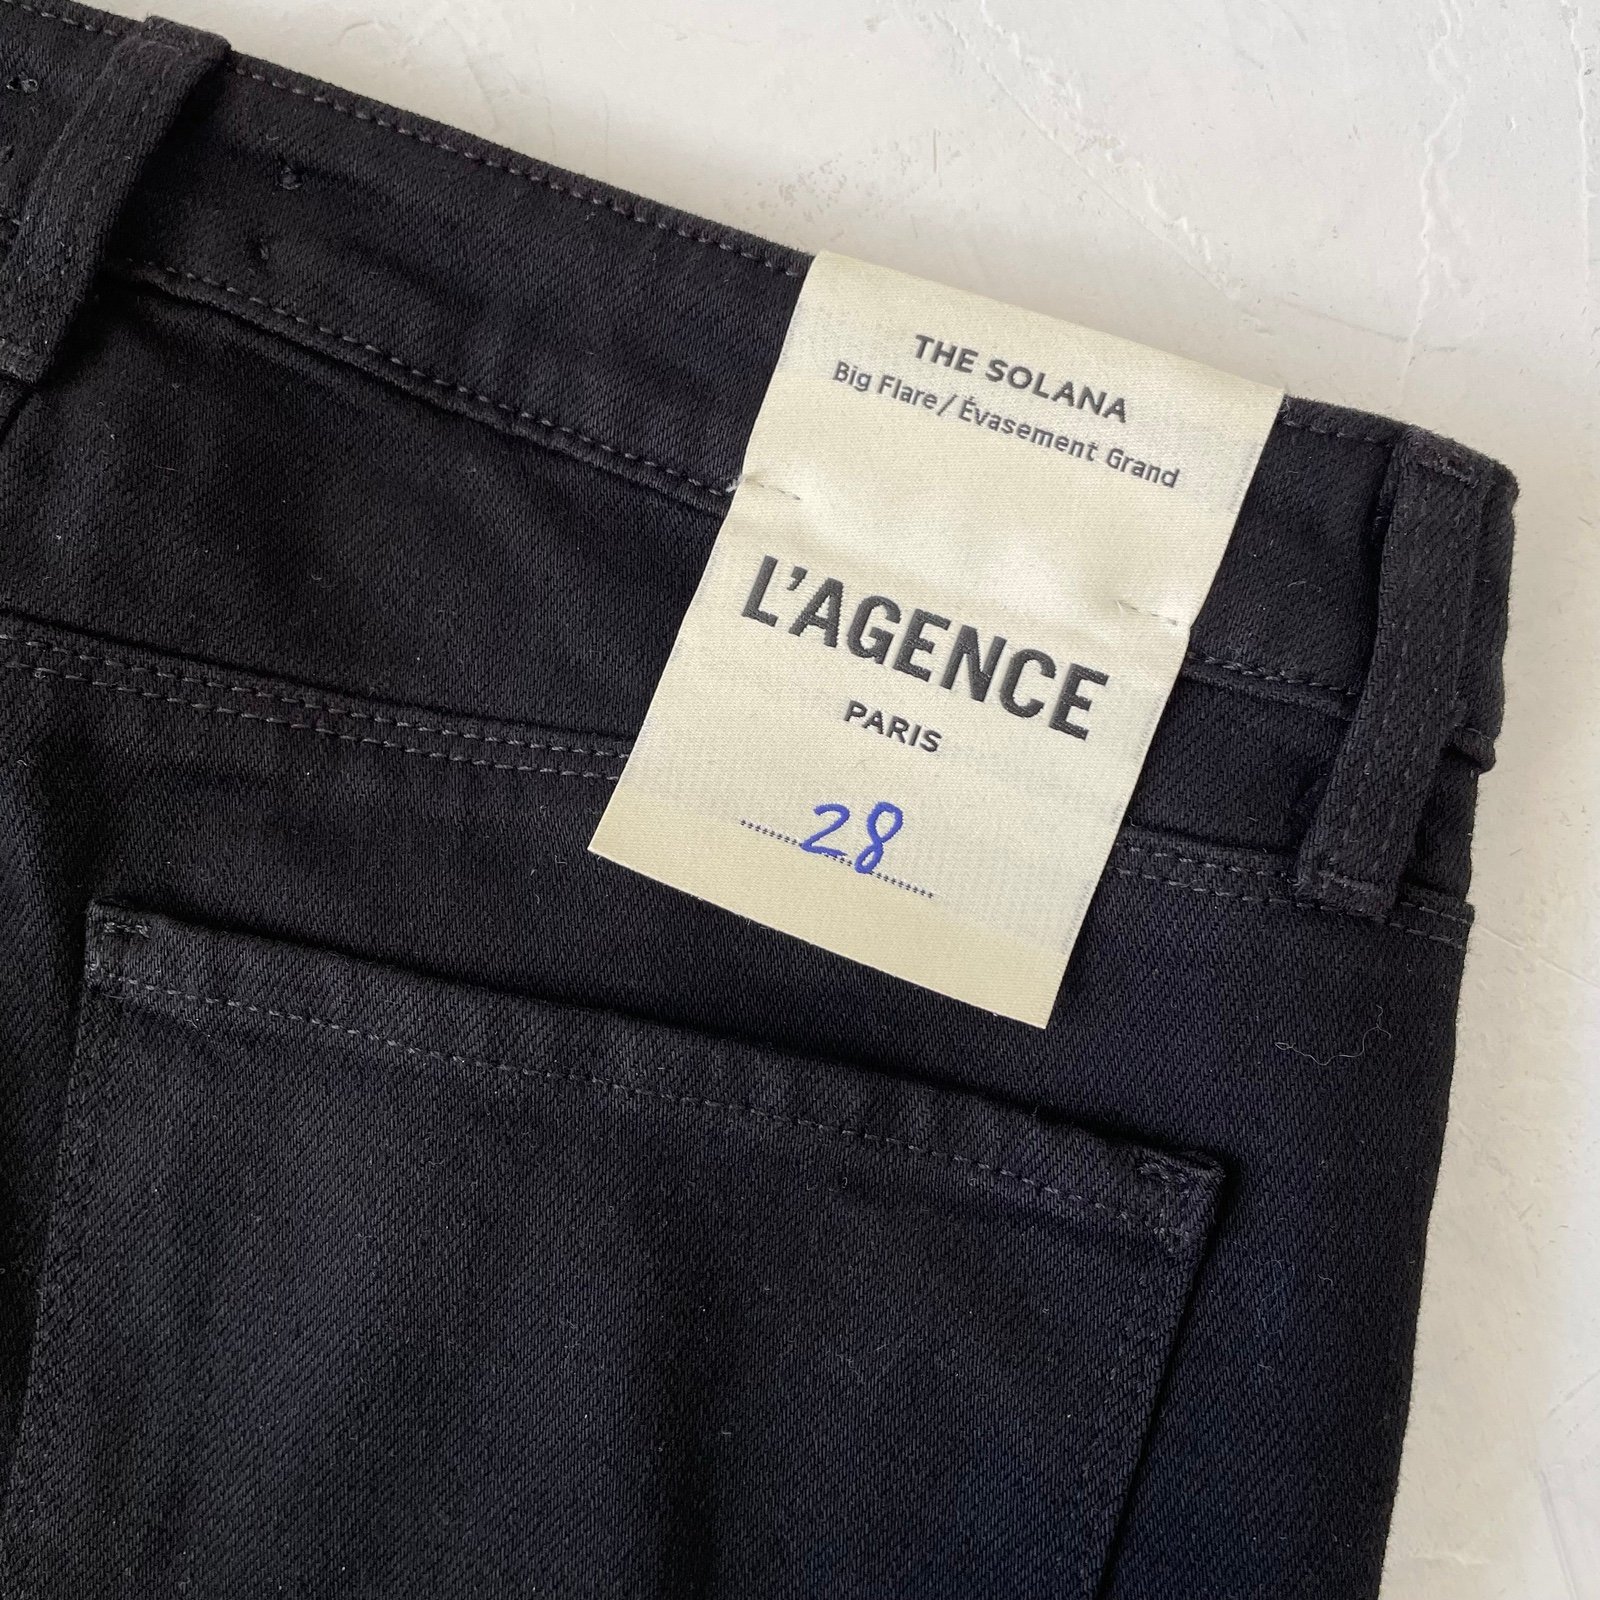 THE SOLANA
Big Flare/Évasement Grand
L'AGENCE
PARIS
28